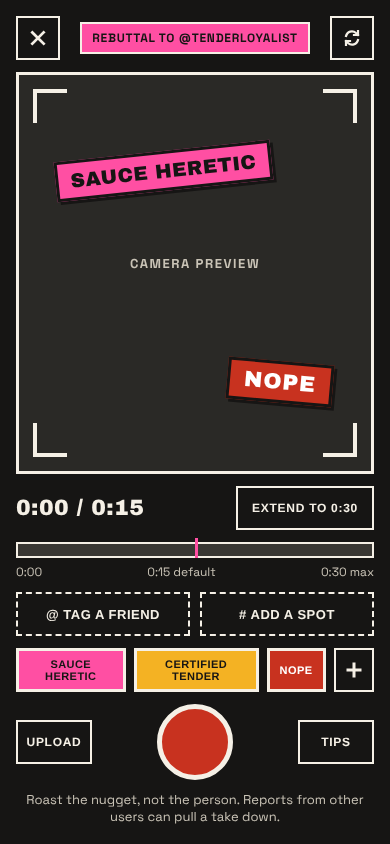 REBUTTAL TO @TENDERLOYALIST
SAUCE HERETIC
CAMERA PREVIEW
NOPE
0:00 / 0:15
EXTEND TO 0:30
0:00
0:15 default
0:30 max
@ TAG A FRIEND
# ADD A SPOT
SAUCE
HERETIC
CERTIFIED
TENDER
NOPE
UPLOAD
TIPS
Roast the nugget, not the person. Reports from other
users can pull a take down.